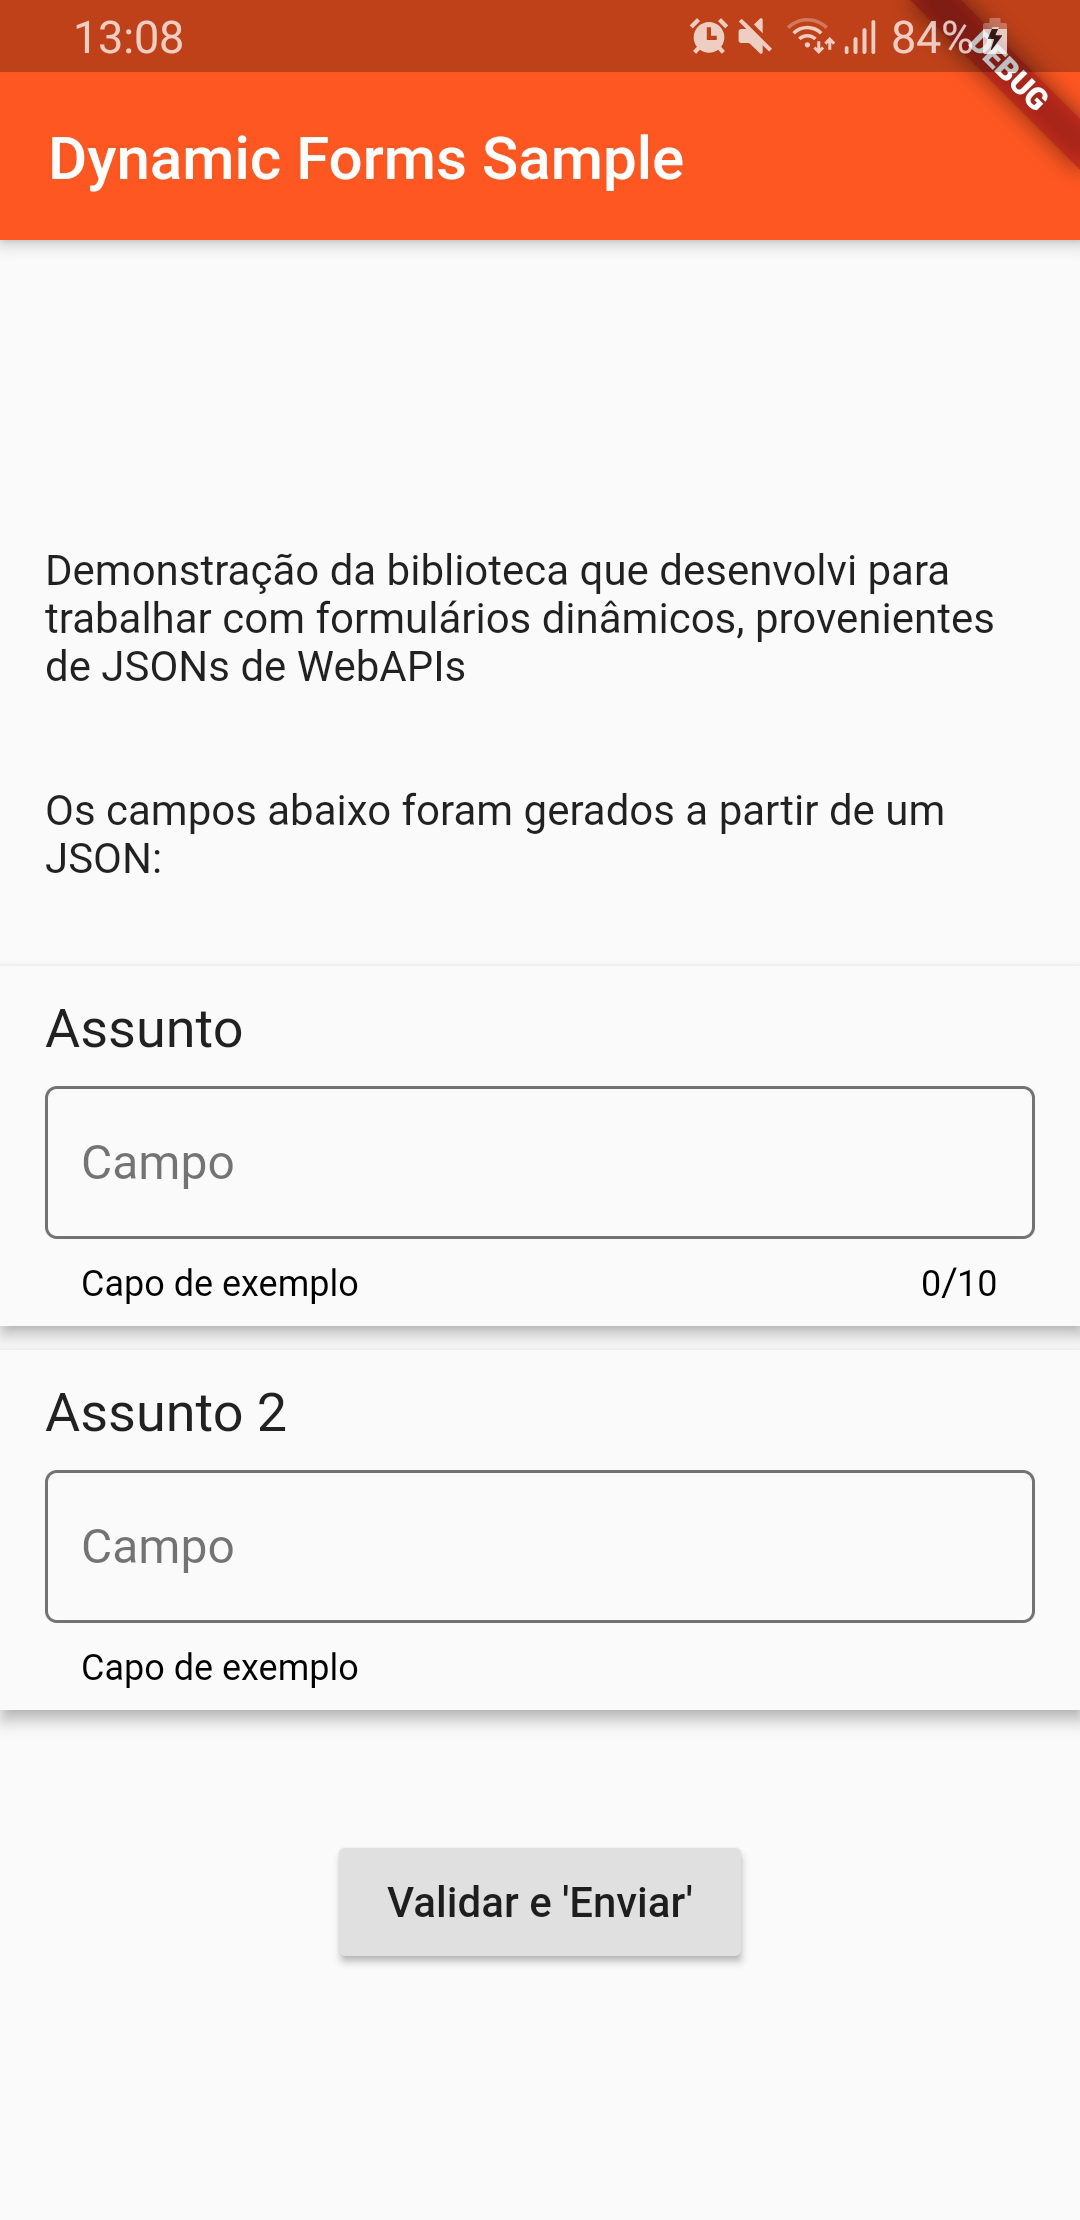 13:08 84%
DEBUG
Dynamic Forms Sample
Demonstração da biblioteca que desenvolvi para
trabalhar com formulários dinâmicos, provenientes
de JSONs de WebAPIs
Os campos abaixo foram gerados a partir de um
JSON:
Assunto
Campo
Capo de exemplo 0/10
Assunto 2
Campo
Capo de exemplo
Validar e 'Enviar'